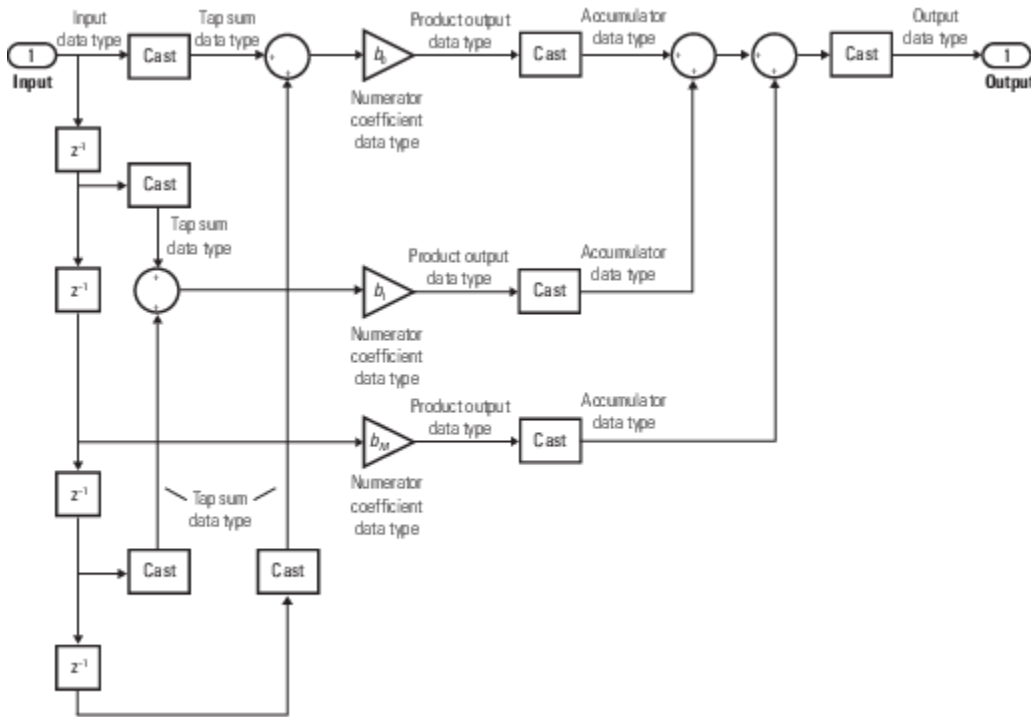 Input
data type
Tap sum
data type
Product output
data type
Accumulator
data type
Output
data type
1
Input
Cast
+
+
b₀
Cast
+
+
+
+
Cast
1
Output
Numerator
coefficient
data type
z⁻¹
Cast
Tap sum
data type
z⁻¹
+
+
b₁
Product output
data type
Cast
Accumulator
data type
Numerator
coefficient
data type
b_M
Product output
data type
Cast
Accumulator
data type
z⁻¹
Tap sum
data type
Numerator
coefficient
data type
Cast
Cast
z⁻¹